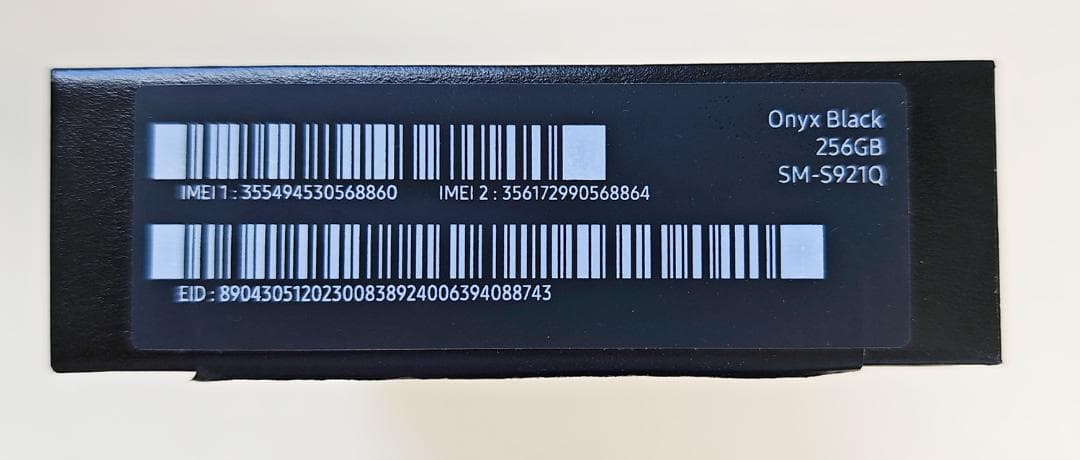 Onyx Black
256GB
SM-S921Q
IMEI 1 : 355494530568860 IMEI 2 : 356172990568864
EID : 89043051202300838924006394088743